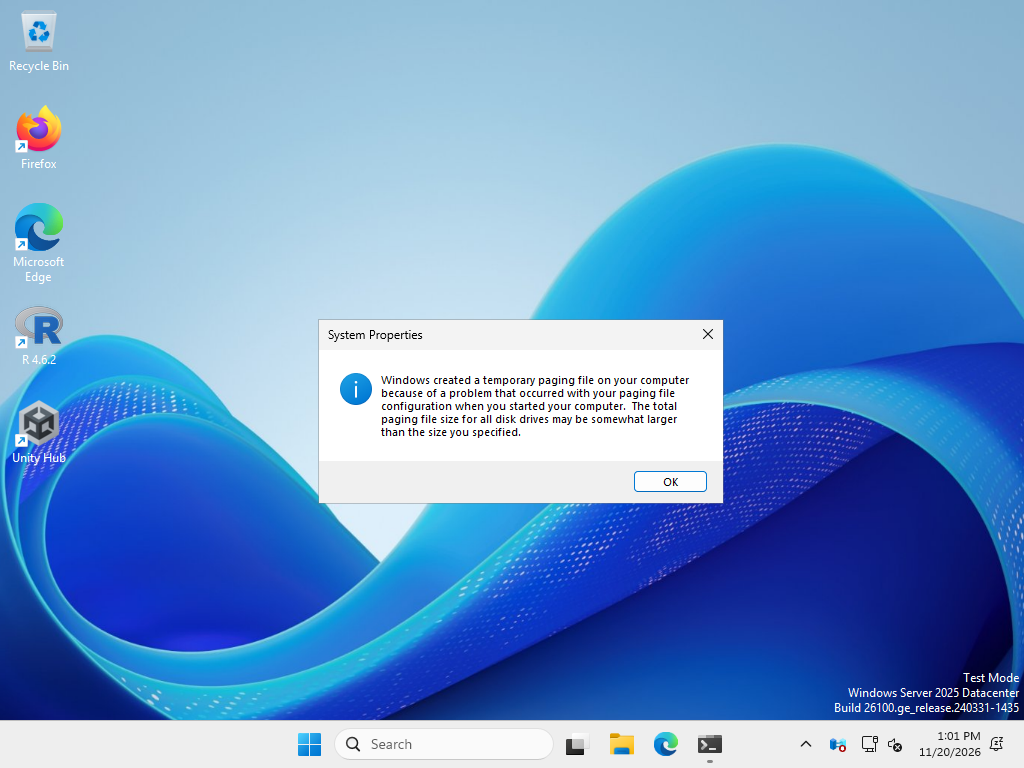 Recycle Bin
Firefox
Microsoft
Edge
R 4.6.2
Unity Hub
System Properties
Windows created a temporary paging file on your computer
because of a problem that occurred with your paging file
configuration when you started your computer.  The total
paging file size for all disk drives may be somewhat larger
than the size you specified.
OK
Test Mode
Windows Server 2025 Datacenter
Build 26100.ge_release.240331-1435
Search
1:01 PM
11/20/2026